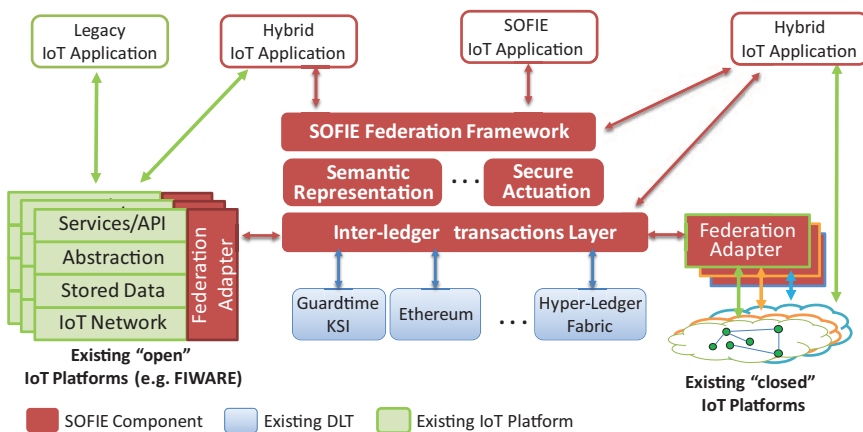 Legacy
IoT Application
Hybrid
IoT Application
SOFIE
IoT Application
Hybrid
IoT Application
SOFIE Federation Framework
Semantic
Representation
...
Secure
Actuation
Services/API
Abstraction
Stored Data
IoT Network
Federation
Adapter
Inter-ledger transactions Layer
Federation
Adapter
Guardtime
KSI
Ethereum
...
Hyper-Ledger
Fabric
Existing “open”
IoT Platforms (e.g. FIWARE)
Existing “closed”
IoT Platforms
SOFIE Component
Existing DLT
Existing IoT Platform